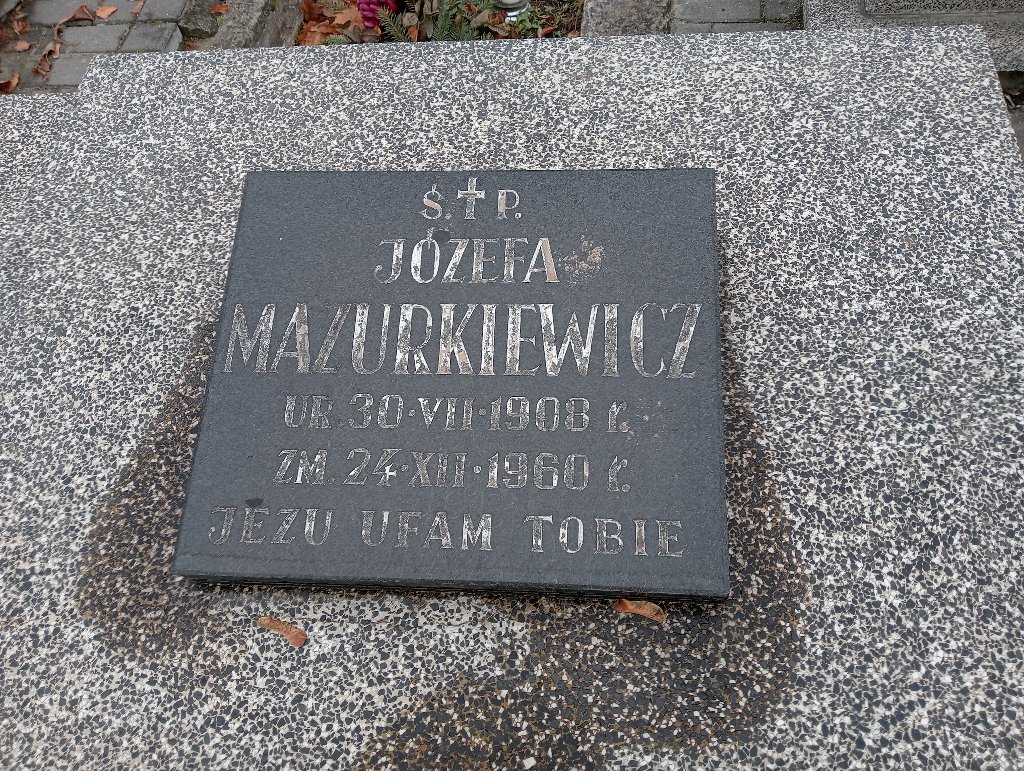 Ś. † P.
JÓZEFA
MAZURKIEWICZ
UR. 30·VII·1908 r.
ZM. 24·XII·1960 r.
JEZU UFAM TOBIE